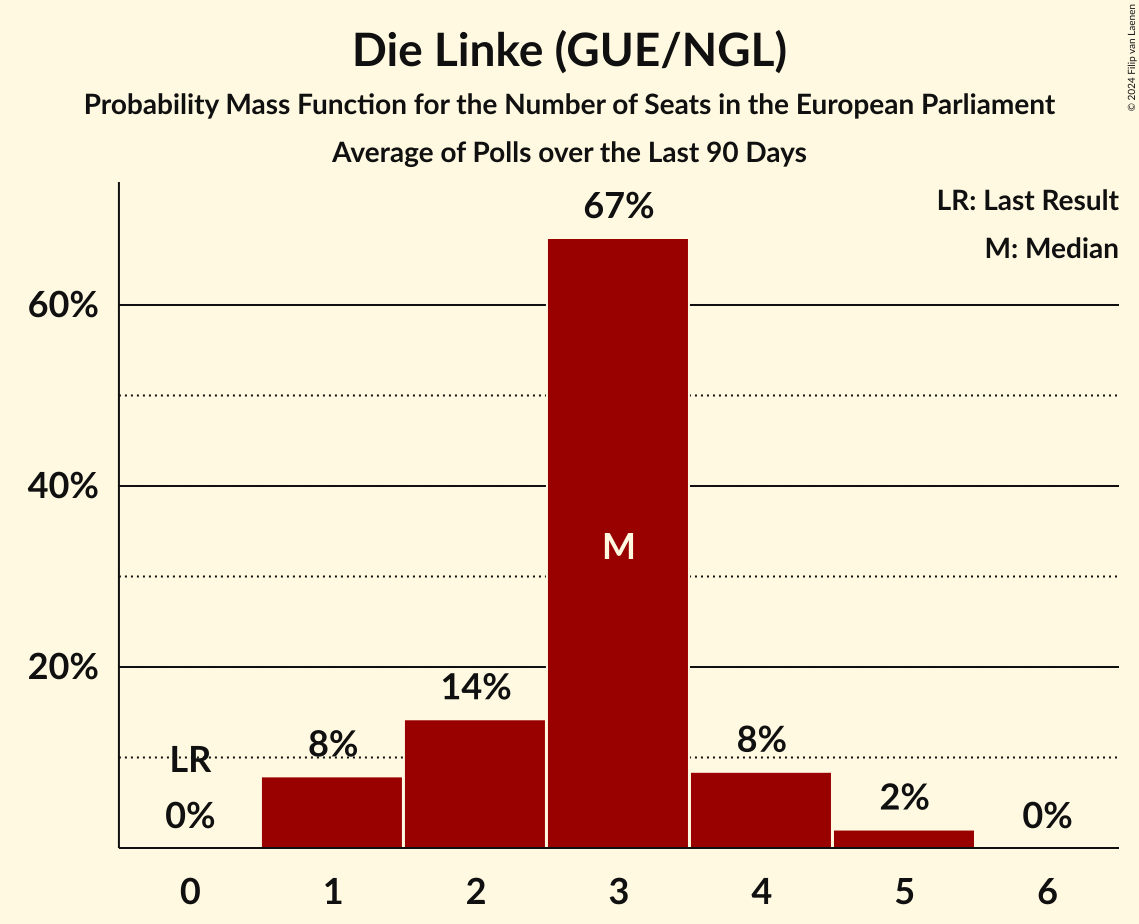 Die Linke (GUE/NGL)
Probability Mass Function for the Number of Seats in the European Parliament
Average of Polls over the Last 90 Days
© 2024 Filip van Laenen
LR: Last Result
M: Median
67%
60%
40%
M
20%
14%
8%
8%
LR
2%
0%
0%
0 1 2 3 4 5 6